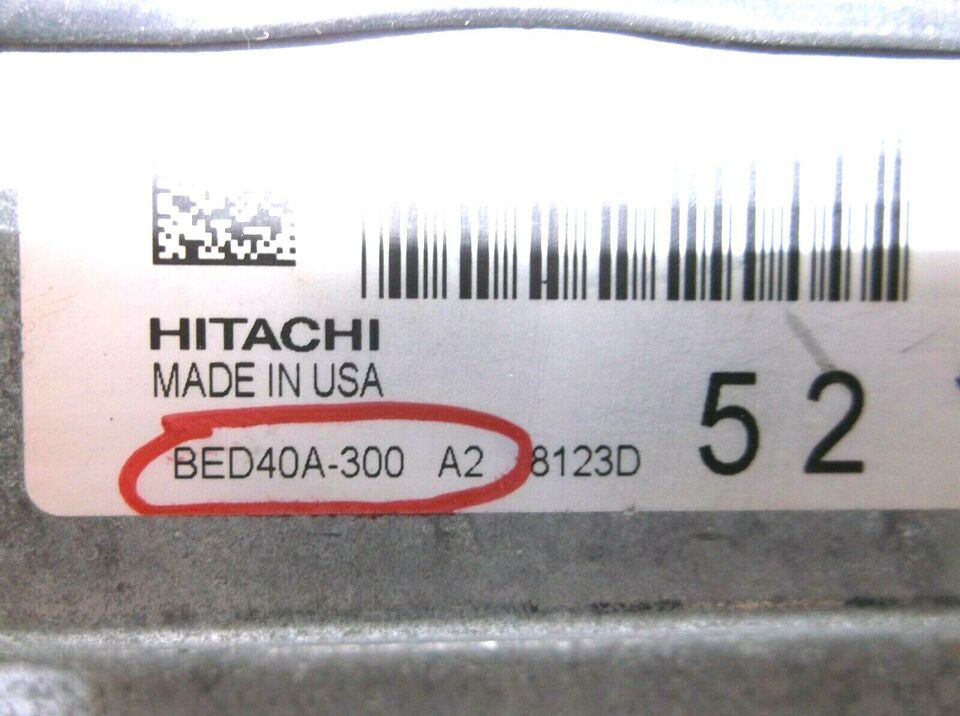 HITACHI
MADE IN USA
BED40A-300 A2 8123D
52